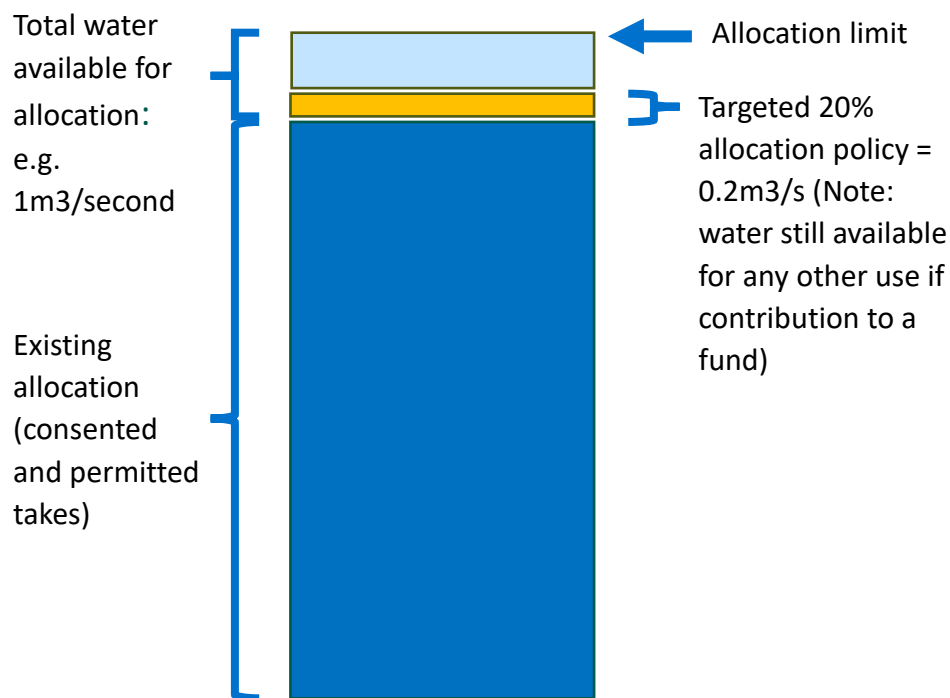 Total water
available for
allocation:
e.g.
1m3/second
Allocation limit
Targeted 20%
allocation policy =
0.2m3/s (Note:
water still available
for any other use if
contribution to a
fund)
Existing
allocation
(consented
and permitted
takes)